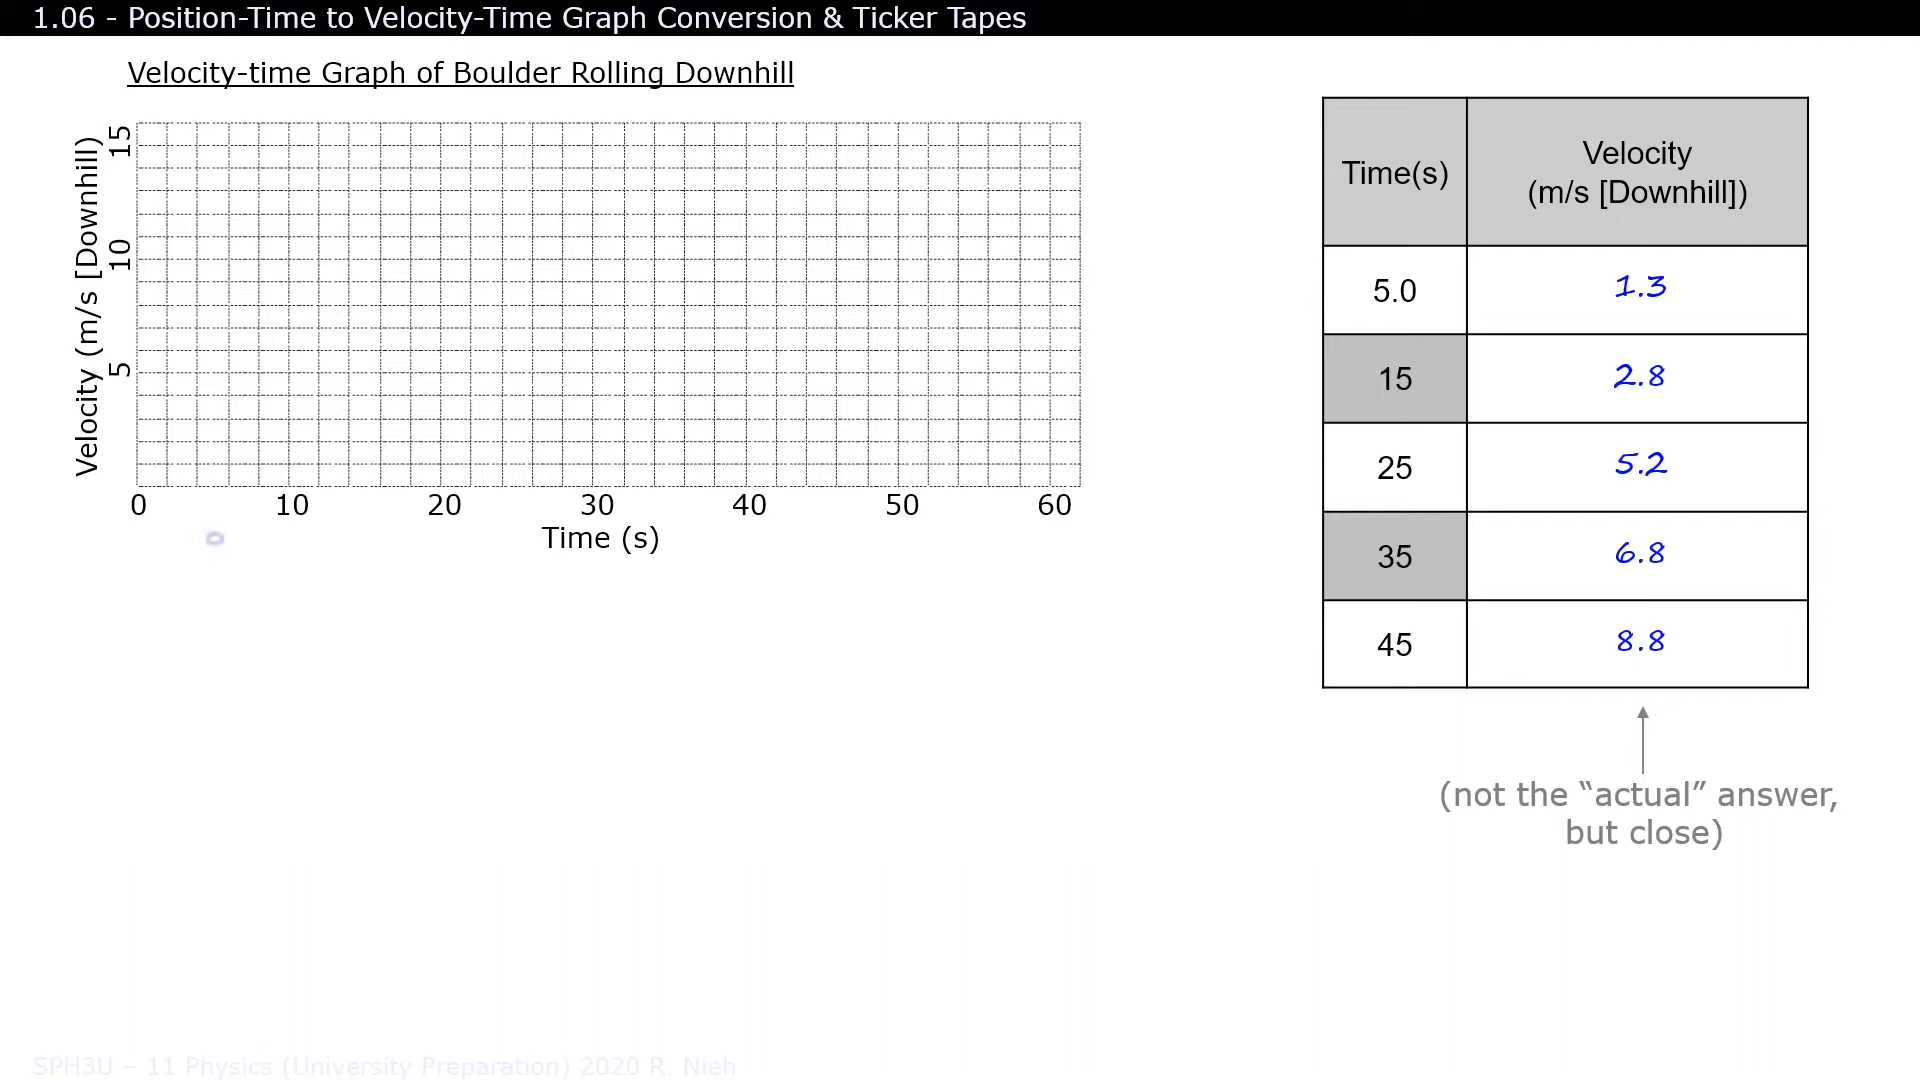 1.06 - Position-Time to Velocity-Time Graph Conversion & Ticker Tapes
Velocity-time Graph of Boulder Rolling Downhill
Velocity (m/s [Downhill])
15
10
5
0 10 20 30 40 50 60
Time (s)
Time(s)
Velocity
(m/s [Downhill])
5.0 1.3
15 2.8
25 5.2
35 6.8
45 8.8
(not the “actual” answer,
but close)
SPH3U – 11 Physics (University Preparation) 2020 R. Nieh